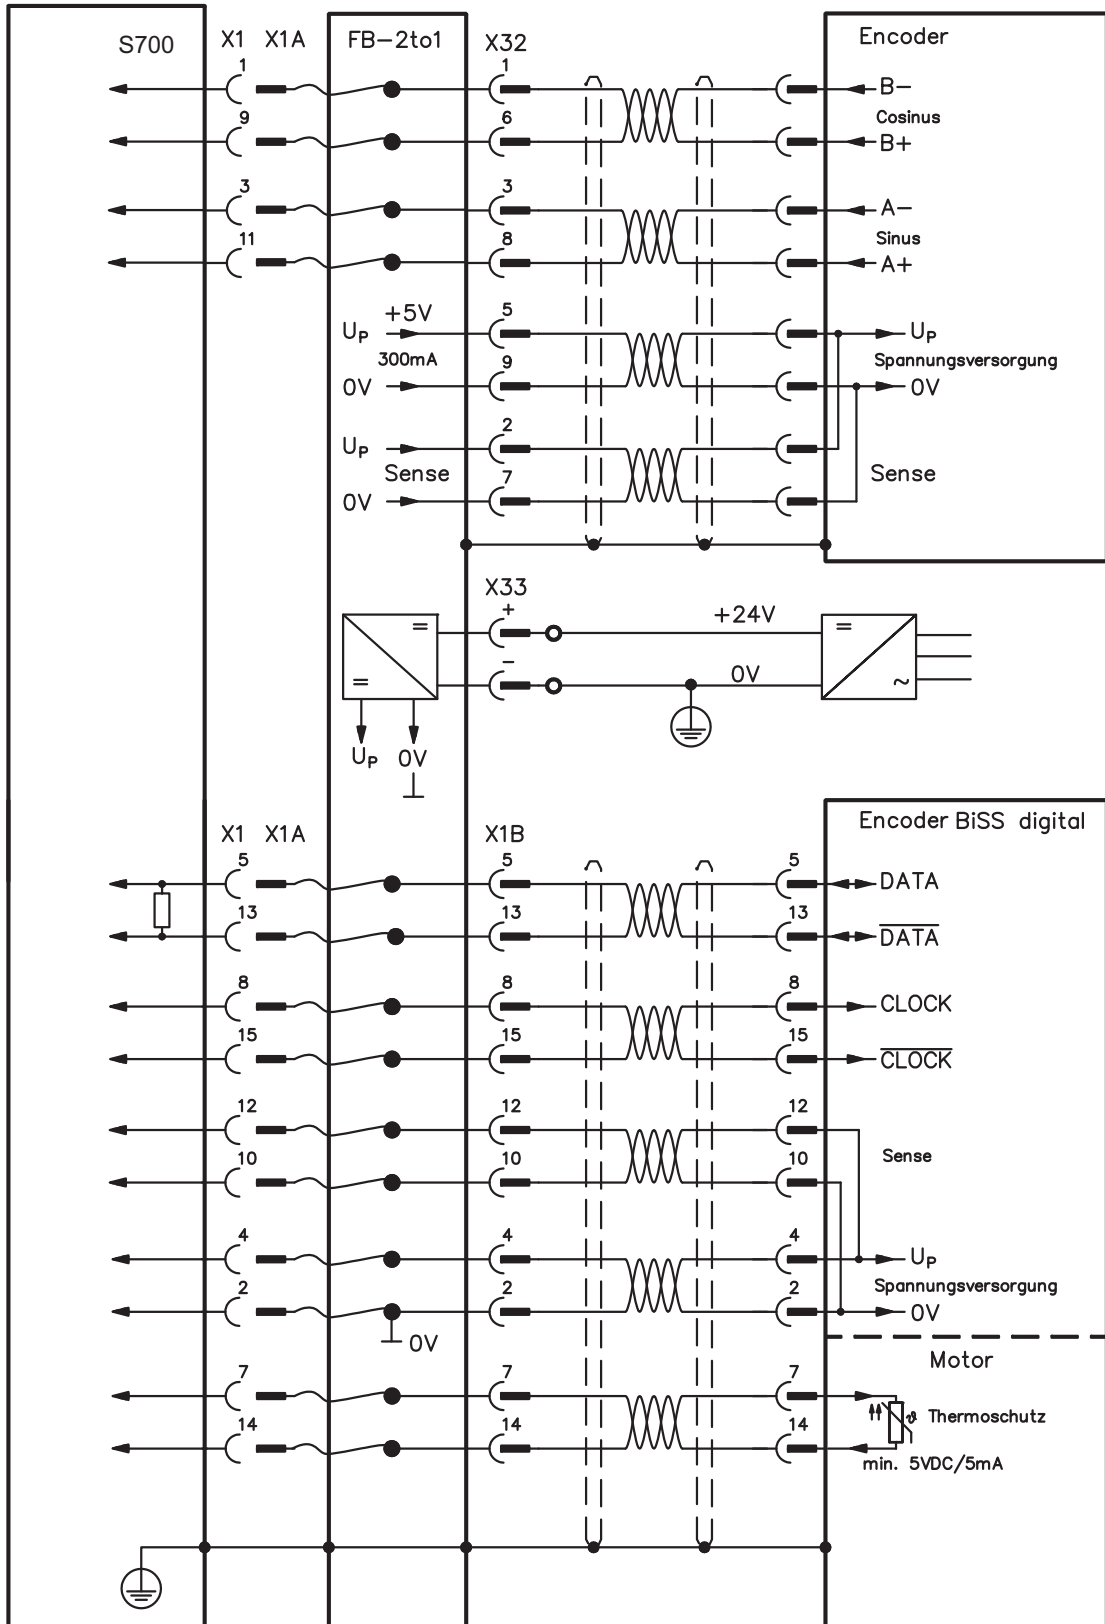 S700 X1 X1A FB-2to1 X32 Encoder
1 1 B-
Cosinus
9 6 B+
3 3 A-
Sinus
11 8 A+
+5V 5
UP UP
300mA Spannungsversorgung
0V 9 0V
UP 2
Sense Sense
0V 7
X33
+ +24V
=
=
- 0V
~
UP 0V
X1 X1A X1B Encoder BiSS digital
5 5 5 DATA
13 13 13 DATA
8 8 8 CLOCK
15 15 15 CLOCK
12 12 12
Sense
10 10 10
4 4 4 UP
Spannungsversorgung
2 2 2 0V
0V
Motor
7 7 7
ϑ Thermoschutz
14 14 14
min. 5VDC/5mA